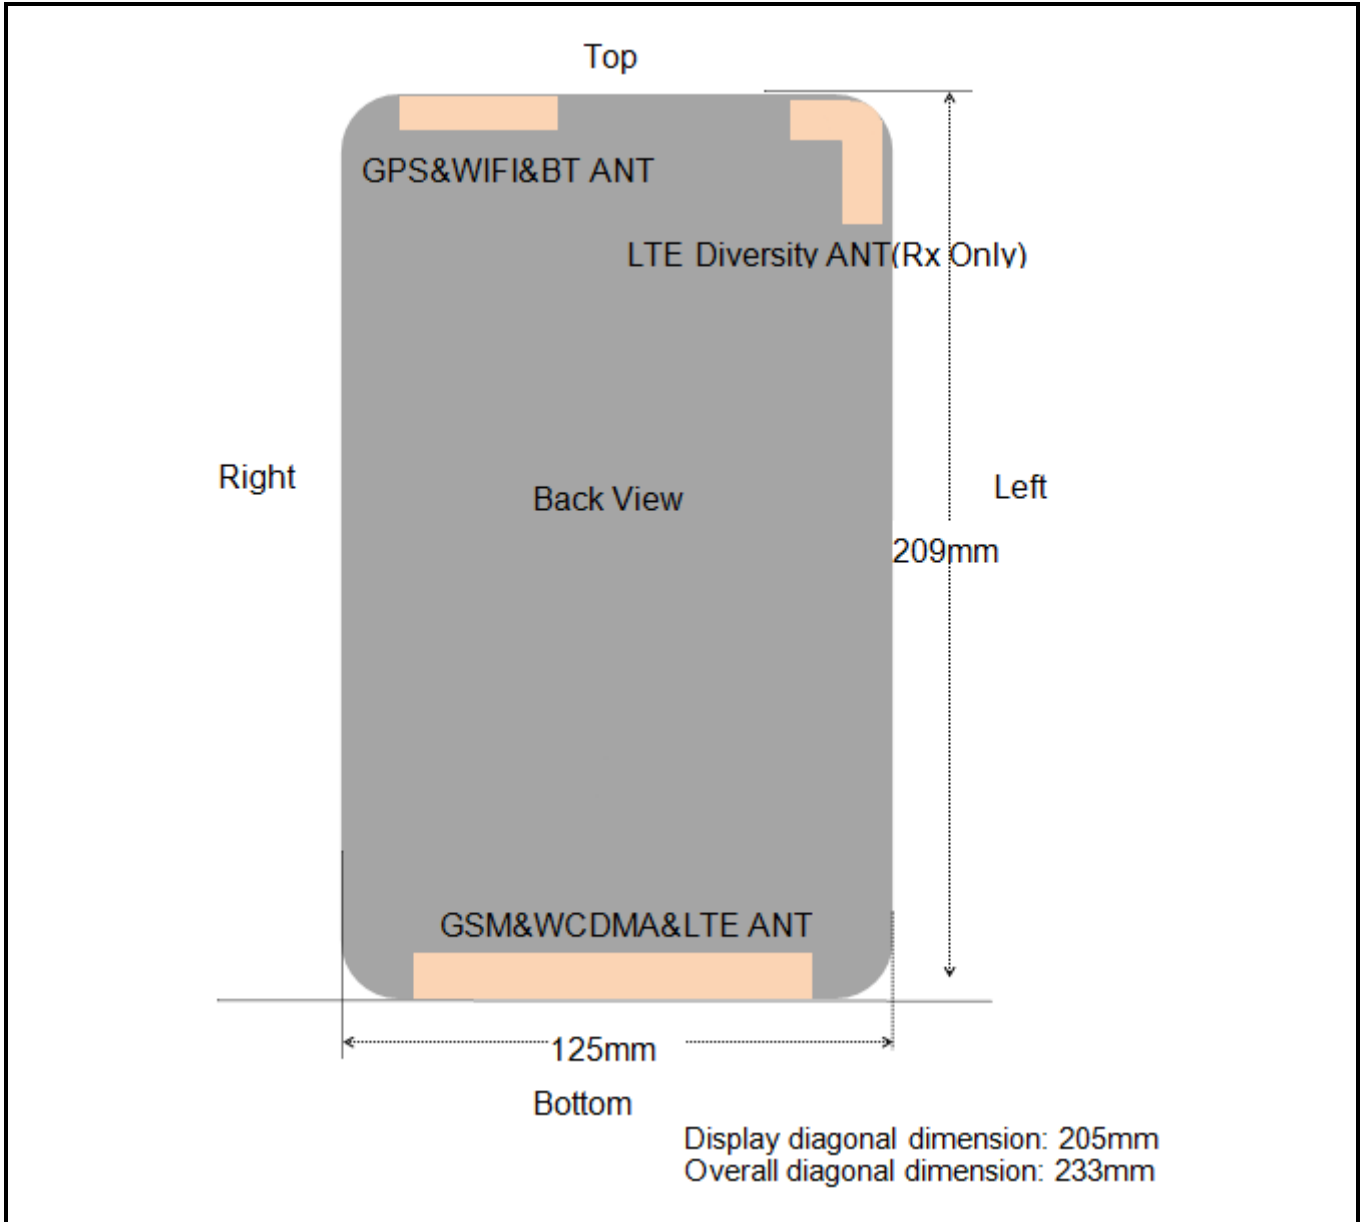 Top
GPS&WIFI&BT ANT
LTE Diversity ANT(Rx Only)
Right
Back View
Left
209mm
GSM&WCDMA&LTE ANT
125mm
Bottom
Display diagonal dimension: 205mm
Overall diagonal dimension: 233mm